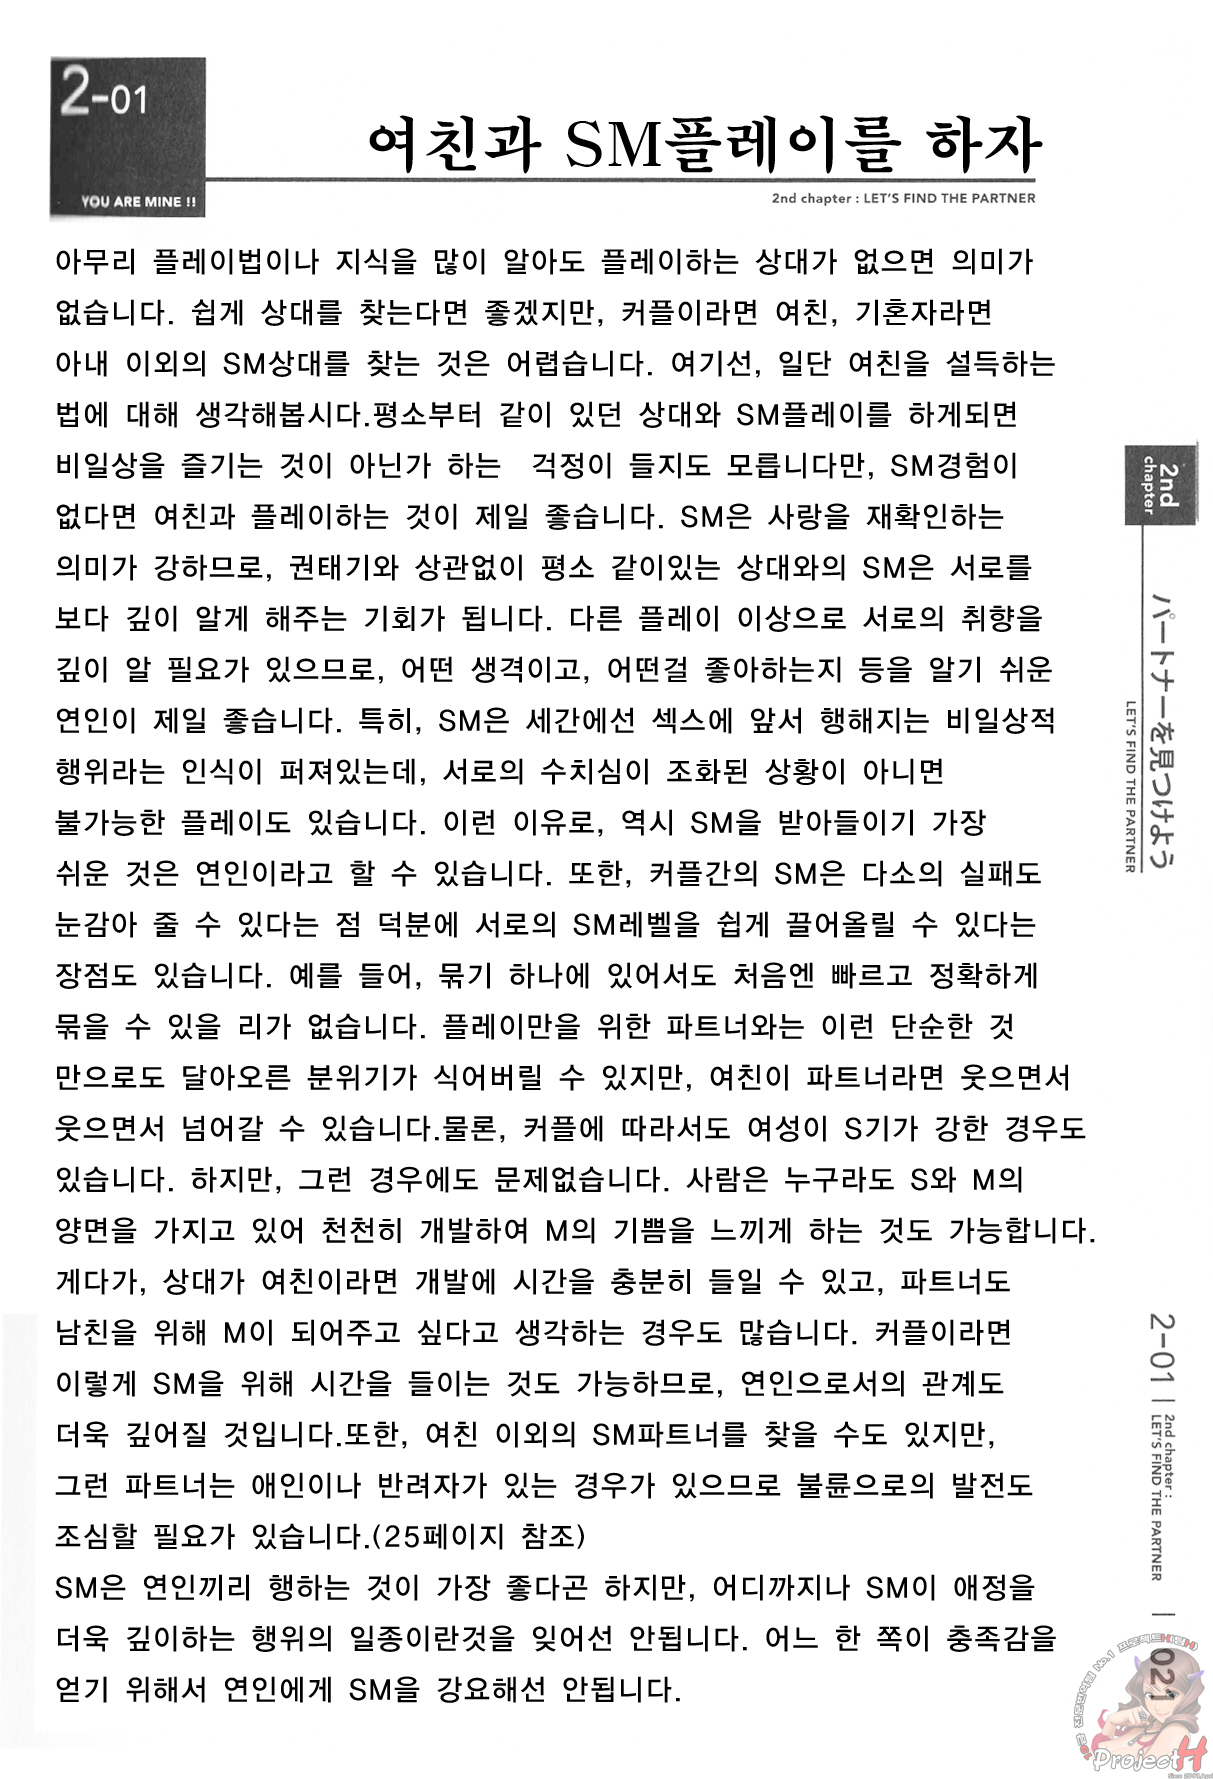 2-01
YOU ARE MINE !!
여친과 SM플레이를 하자
2nd chapter : LET'S FIND THE PARTNER
아무리 플레이법이나 지식을 많이 알아도 플레이하는 상대가 없으면 의미가
없습니다. 쉽게 상대를 찾는다면 좋겠지만, 커플이라면 여친, 기혼자라면
아내 이외의 SM상대를 찾는 것은 어렵습니다. 여기선, 일단 여친을 설득하는
법에 대해 생각해봅시다.평소부터 같이 있던 상대와 SM플레이를 하게되면
비일상을 즐기는 것이 아닌가 하는  걱정이 들지도 모릅니다만, SM경험이
없다면 여친과 플레이하는 것이 제일 좋습니다. SM은 사랑을 재확인하는
의미가 강하므로, 권태기와 상관없이 평소 같이있는 상대와의 SM은 서로를
보다 깊이 알게 해주는 기회가 됩니다. 다른 플레이 이상으로 서로의 취향을
깊이 알 필요가 있으므로, 어떤 생격이고, 어떤걸 좋아하는지 등을 알기 쉬운
연인이 제일 좋습니다. 특히, SM은 세간에선 섹스에 앞서 행해지는 비일상적
행위라는 인식이 퍼져있는데, 서로의 수치심이 조화된 상황이 아니면
불가능한 플레이도 있습니다. 이런 이유로, 역시 SM을 받아들이기 가장
쉬운 것은 연인이라고 할 수 있습니다. 또한, 커플간의 SM은 다소의 실패도
눈감아 줄 수 있다는 점 덕분에 서로의 SM레벨을 쉽게 끌어올릴 수 있다는
장점도 있습니다. 예를 들어, 묶기 하나에 있어서도 처음엔 빠르고 정확하게
묶을 수 있을 리가 없습니다. 플레이만을 위한 파트너와는 이런 단순한 것
만으로도 달아오른 분위기가 식어버릴 수 있지만, 여친이 파트너라면 웃으면서
웃으면서 넘어갈 수 있습니다.물론, 커플에 따라서도 여성이 S기가 강한 경우도
있습니다. 하지만, 그런 경우에도 문제없습니다. 사람은 누구라도 S와 M의
양면을 가지고 있어 천천히 개발하여 M의 기쁨을 느끼게 하는 것도 가능합니다.
게다가, 상대가 여친이라면 개발에 시간을 충분히 들일 수 있고, 파트너도
남친을 위해 M이 되어주고 싶다고 생각하는 경우도 많습니다. 커플이라면
이렇게 SM을 위해 시간을 들이는 것도 가능하므로, 연인으로서의 관계도
더욱 깊어질 것입니다.또한, 여친 이외의 SM파트너를 찾을 수도 있지만,
그런 파트너는 애인이나 반려자가 있는 경우가 있으므로 불륜으로의 발전도
조심할 필요가 있습니다.(25페이지 참조)
SM은 연인끼리 행하는 것이 가장 좋다곤 하지만, 어디까지나 SM이 애정을
더욱 깊이하는 행위의 일종이란것을 잊어선 안됩니다. 어느 한 쪽이 충족감을
얻기 위해서 연인에게 SM을 강요해선 안됩니다.
2nd
chapter
パートナーを見つけよう
LET'S FIND THE PARTNER
2-01
2nd chapter :
LET'S FIND THE PARTNER
021
Project H